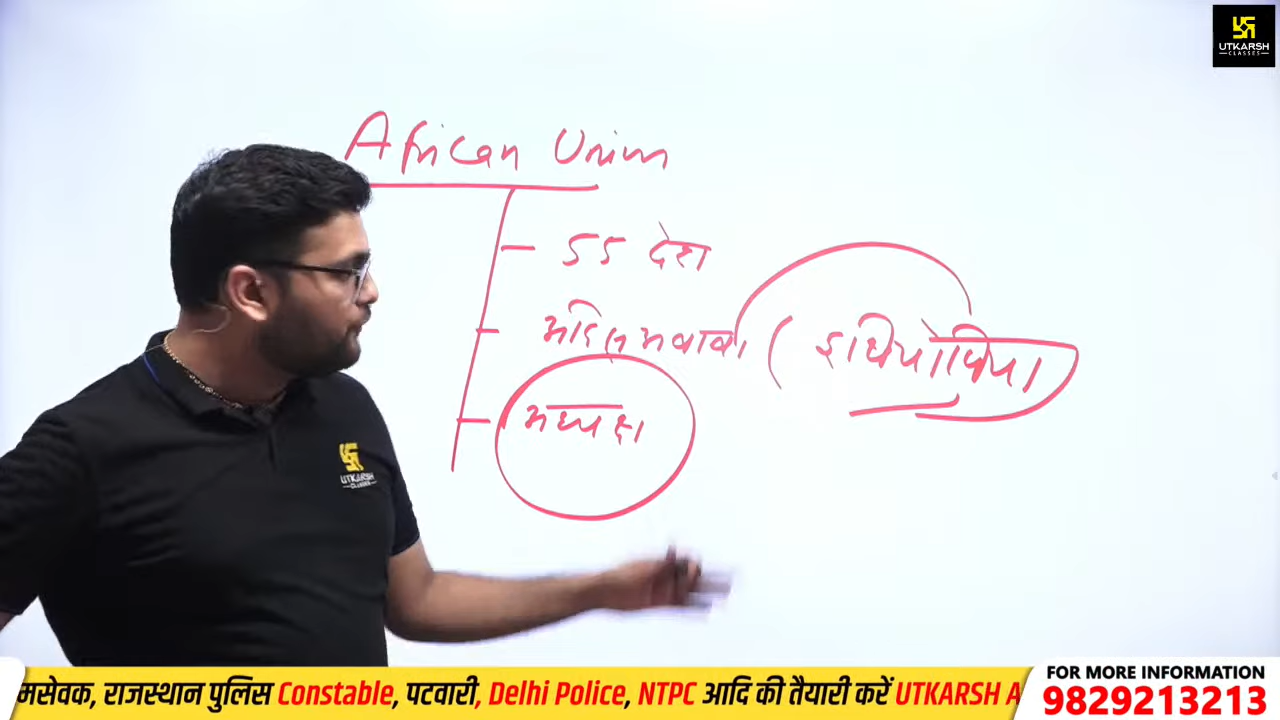 UTKARSH
CLASSES
African Union
55 देश
अदिस अबाबा ( इथियोपिया )
अध्यक्ष
UTKARSH
CLASSES
मसेवक, राजस्थान पुलिस Constable, पटवारी, Delhi Police, NTPC आदि की तैयारी करें UTKARSH A
FOR MORE INFORMATION
9829213213